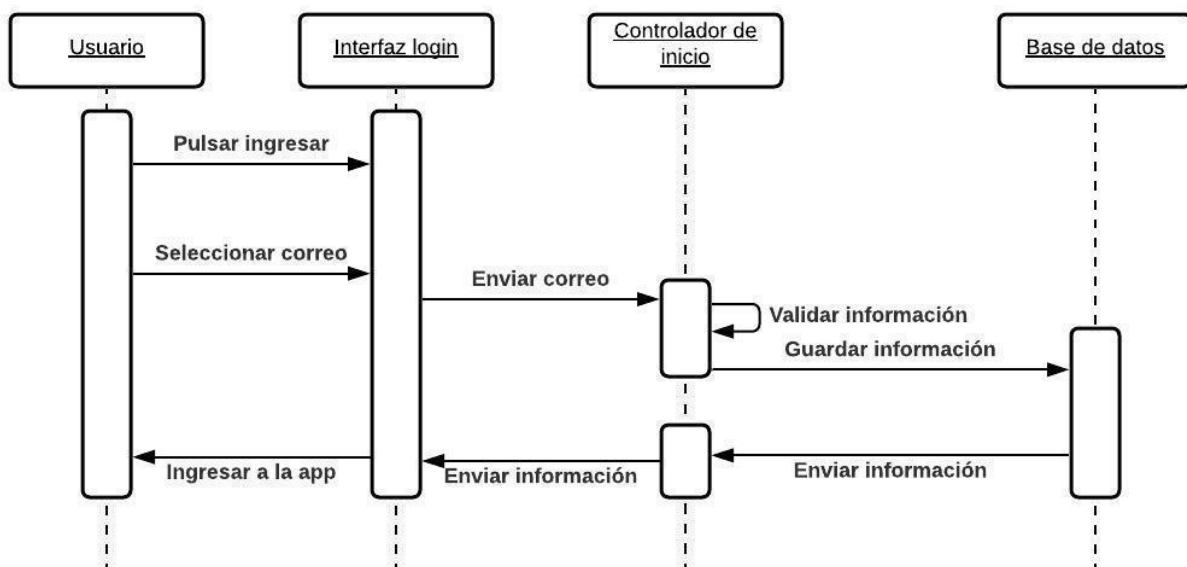 Usuario
Interfaz login
Controlador de
inicio
Base de datos
Pulsar ingresar
Seleccionar correo
Enviar correo
Validar información
Guardar información
Ingresar a la app
Enviar información
Enviar información